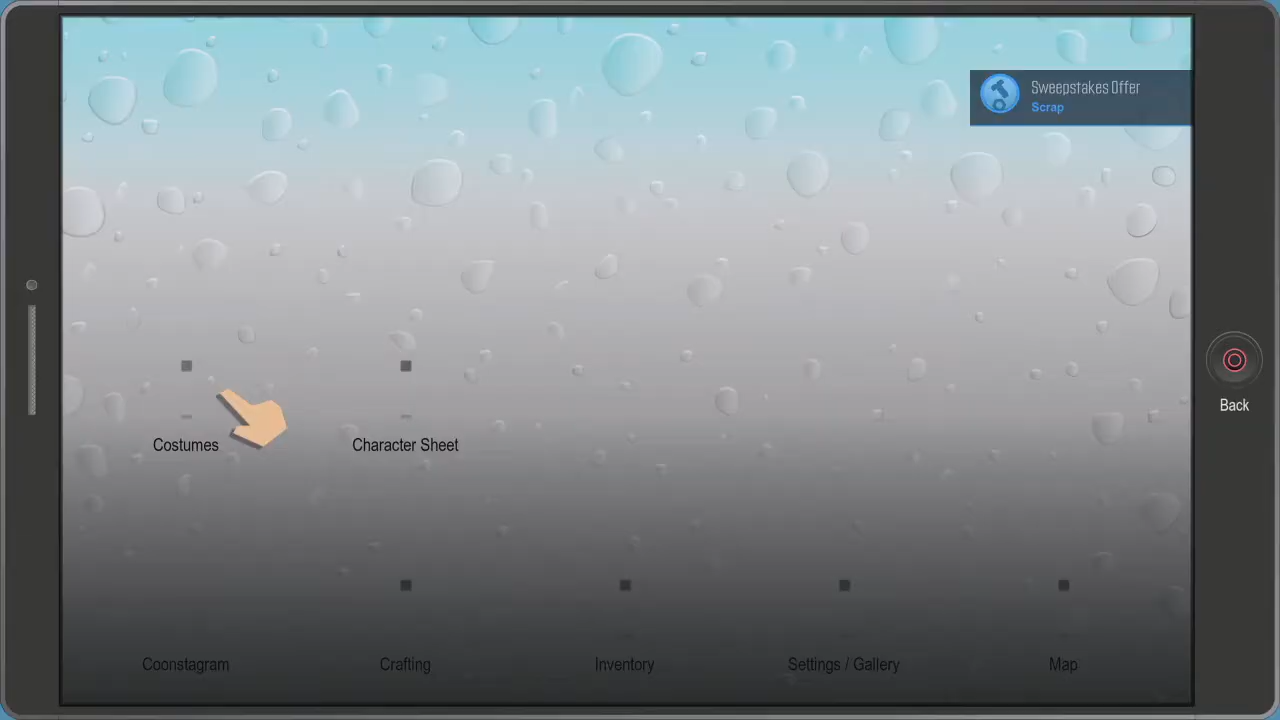 Sweepstakes Offer
Scrap
Back
Costumes
Character Sheet
Coonstagram
Crafting
Inventory
Settings / Gallery
Map